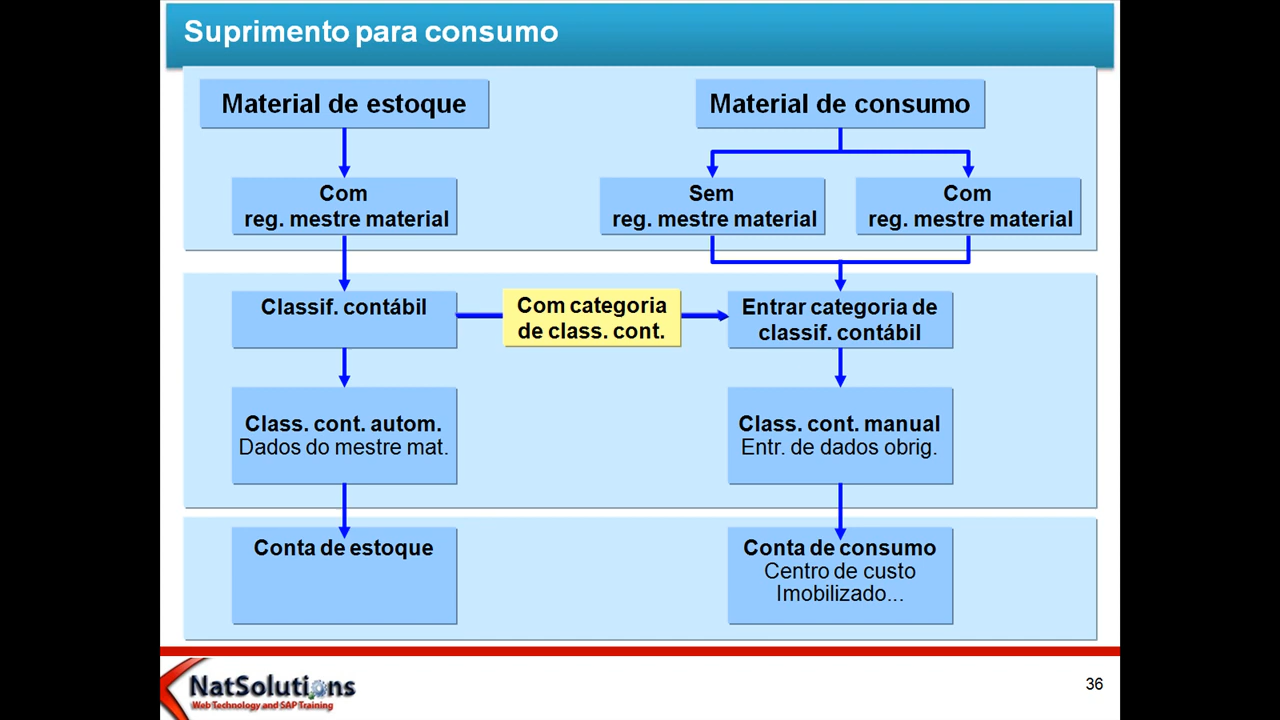 Suprimento para consumo
Material de estoque
Material de consumo
Com
reg. mestre material
Sem
reg. mestre material
Com
reg. mestre material
Classif. contábil
Com categoria
de class. cont.
Entrar categoria de
classif. contábil
Class. cont. autom.
Dados do mestre mat.
Class. cont. manual
Entr. de dados obrig.
Conta de estoque
Conta de consumo
Centro de custo
Imobilizado...
NatSolutions
Web Technology and SAP Training
36